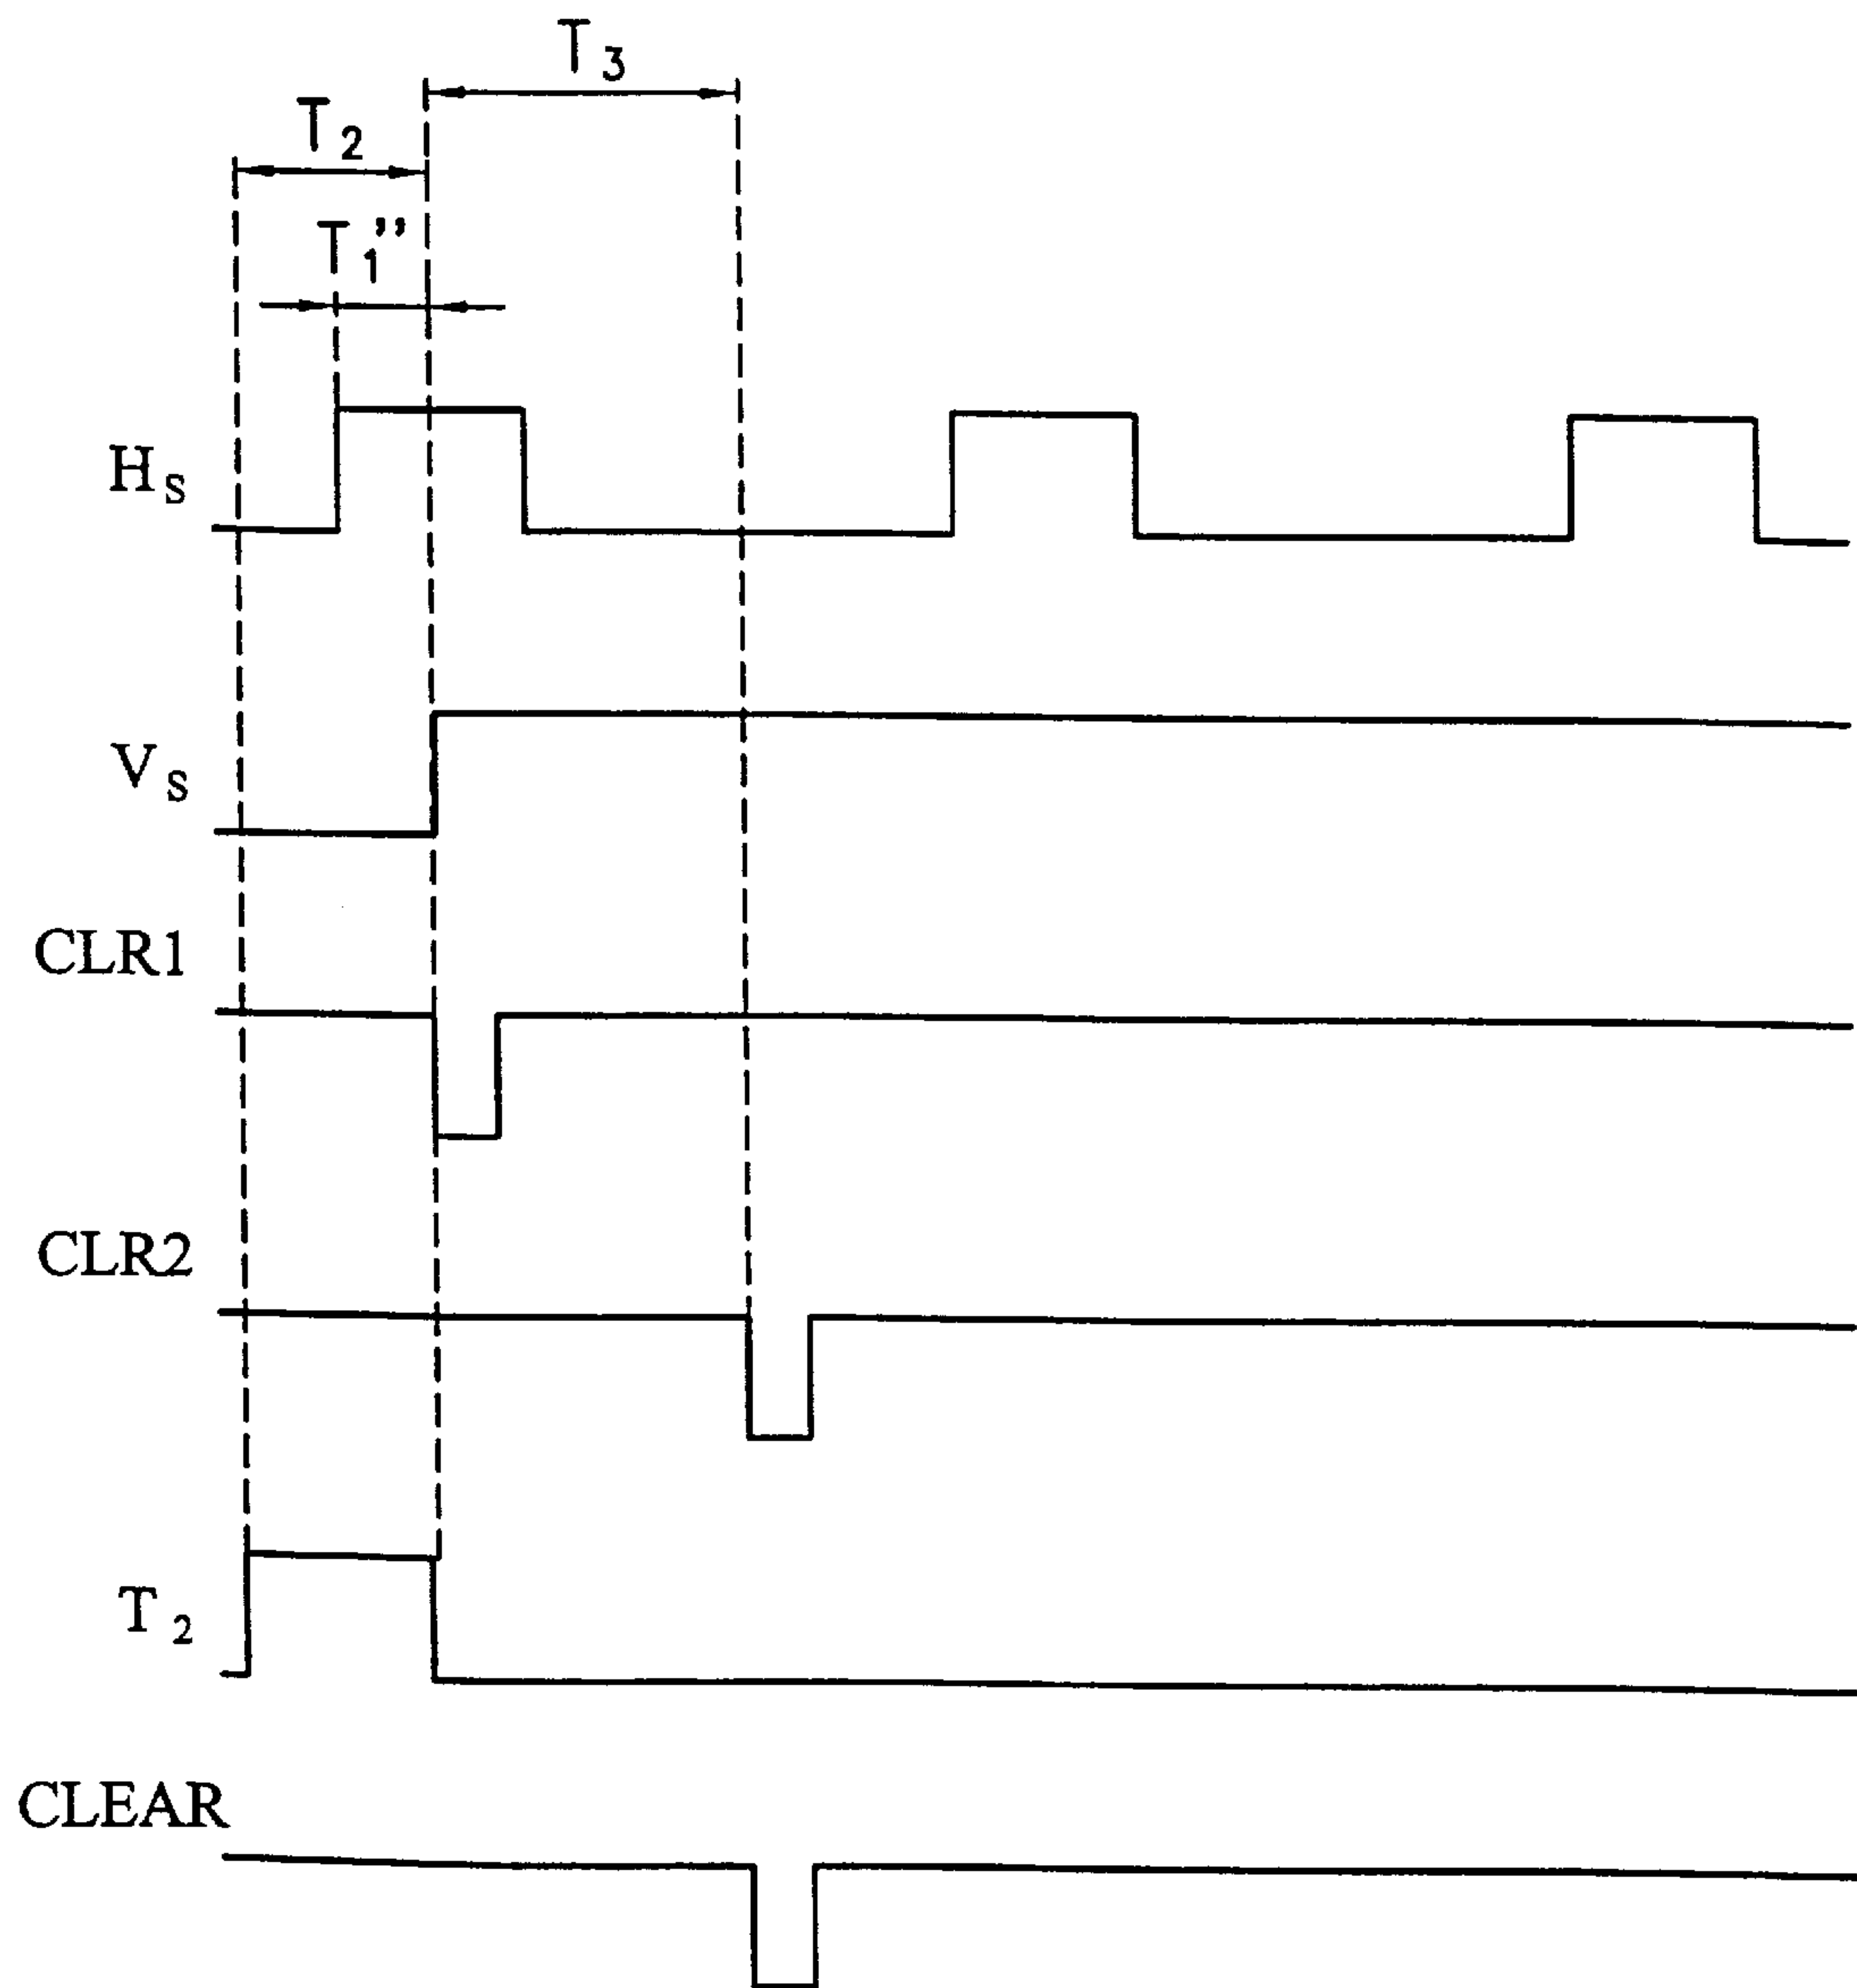 T₃
T₂
T₁’’
Hₛ
Vₛ
CLR1
CLR2
T₂
CLEAR